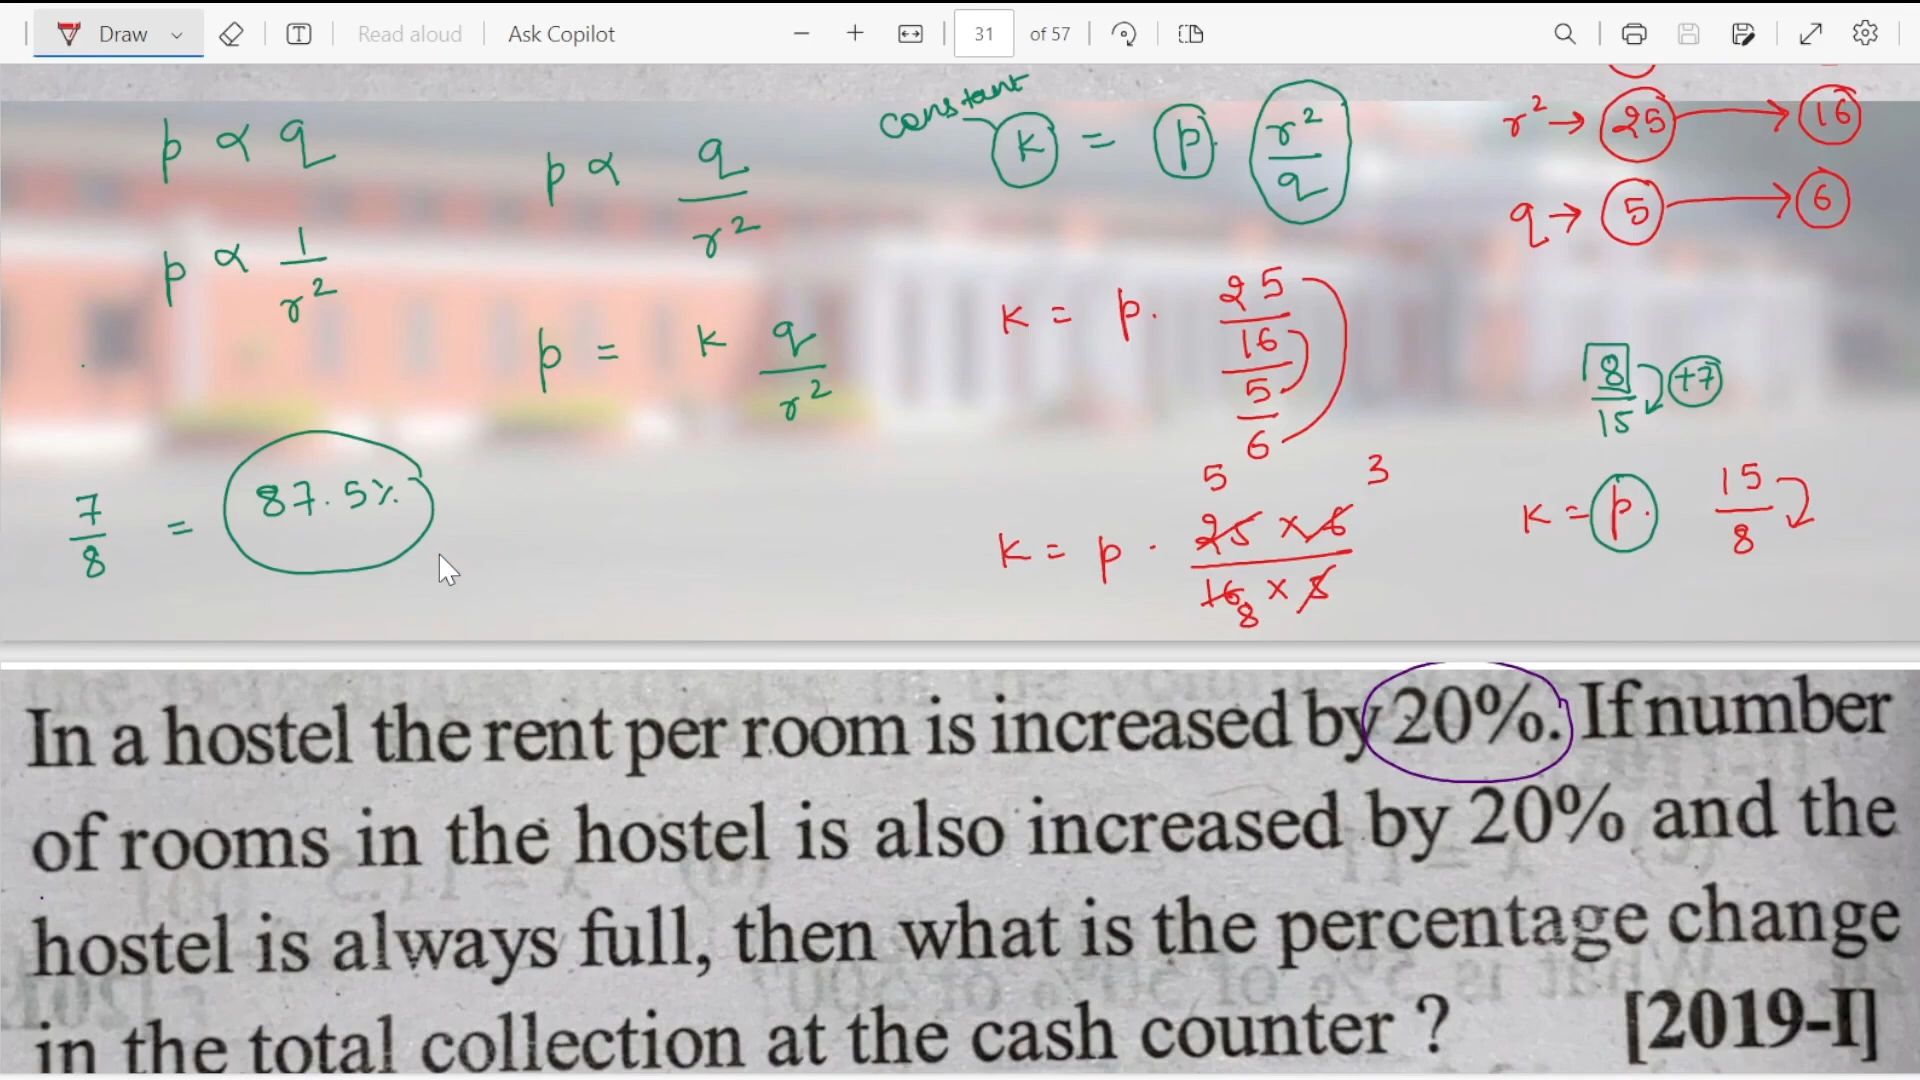 Draw
Read aloud
Ask Copilot
31 of 57
p ∝ q
p ∝ 1/r²
p ∝ q/r²
p = k q/r²
constant
k = p. r²/q
r² → 25 → 16
q → 5 → 6
k = p. 25/16 / 5/6
k = p. 25 × 6 / 16 × 5
5 3
8
8/15 +7
k = p. 15/8
7/8 = 87.5%
In a hostel the rent per room is increased by 20%. If number
of rooms in the hostel is also increased by 20% and the
hostel is always full, then what is the percentage change
in the total collection at the cash counter ? [2019-I]